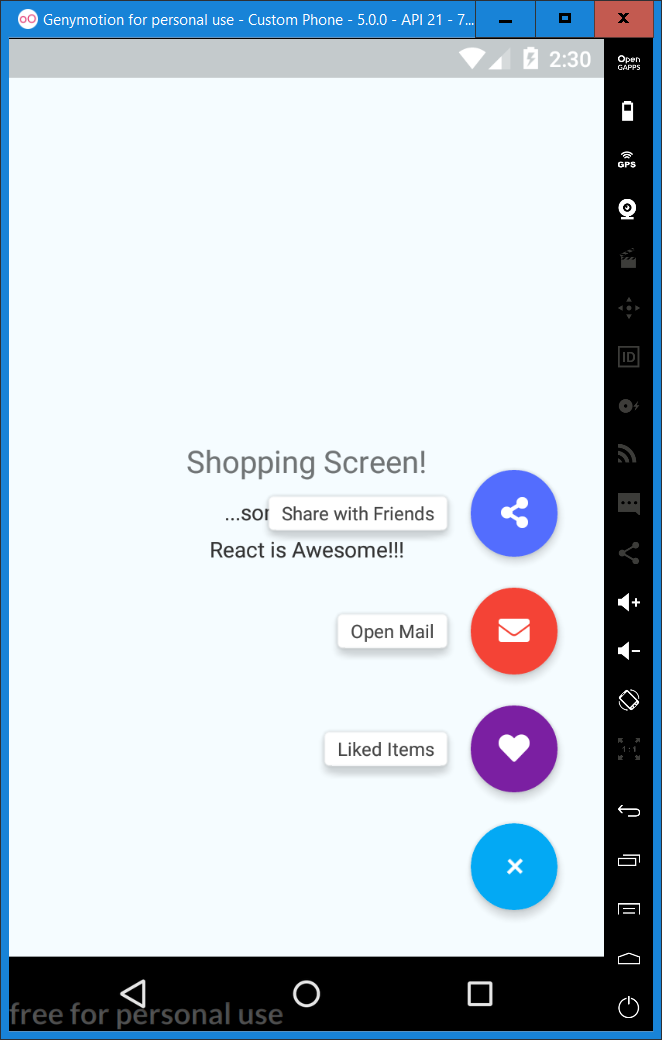 Genymotion for personal use - Custom Phone - 5.0.0 - API 21 - 7...
2:30
Open
GAPPS
GPS
ID
Shopping Screen!
...so
Share with Friends
React is Awesome!!!
Open Mail
Liked Items
1:1
free for personal use